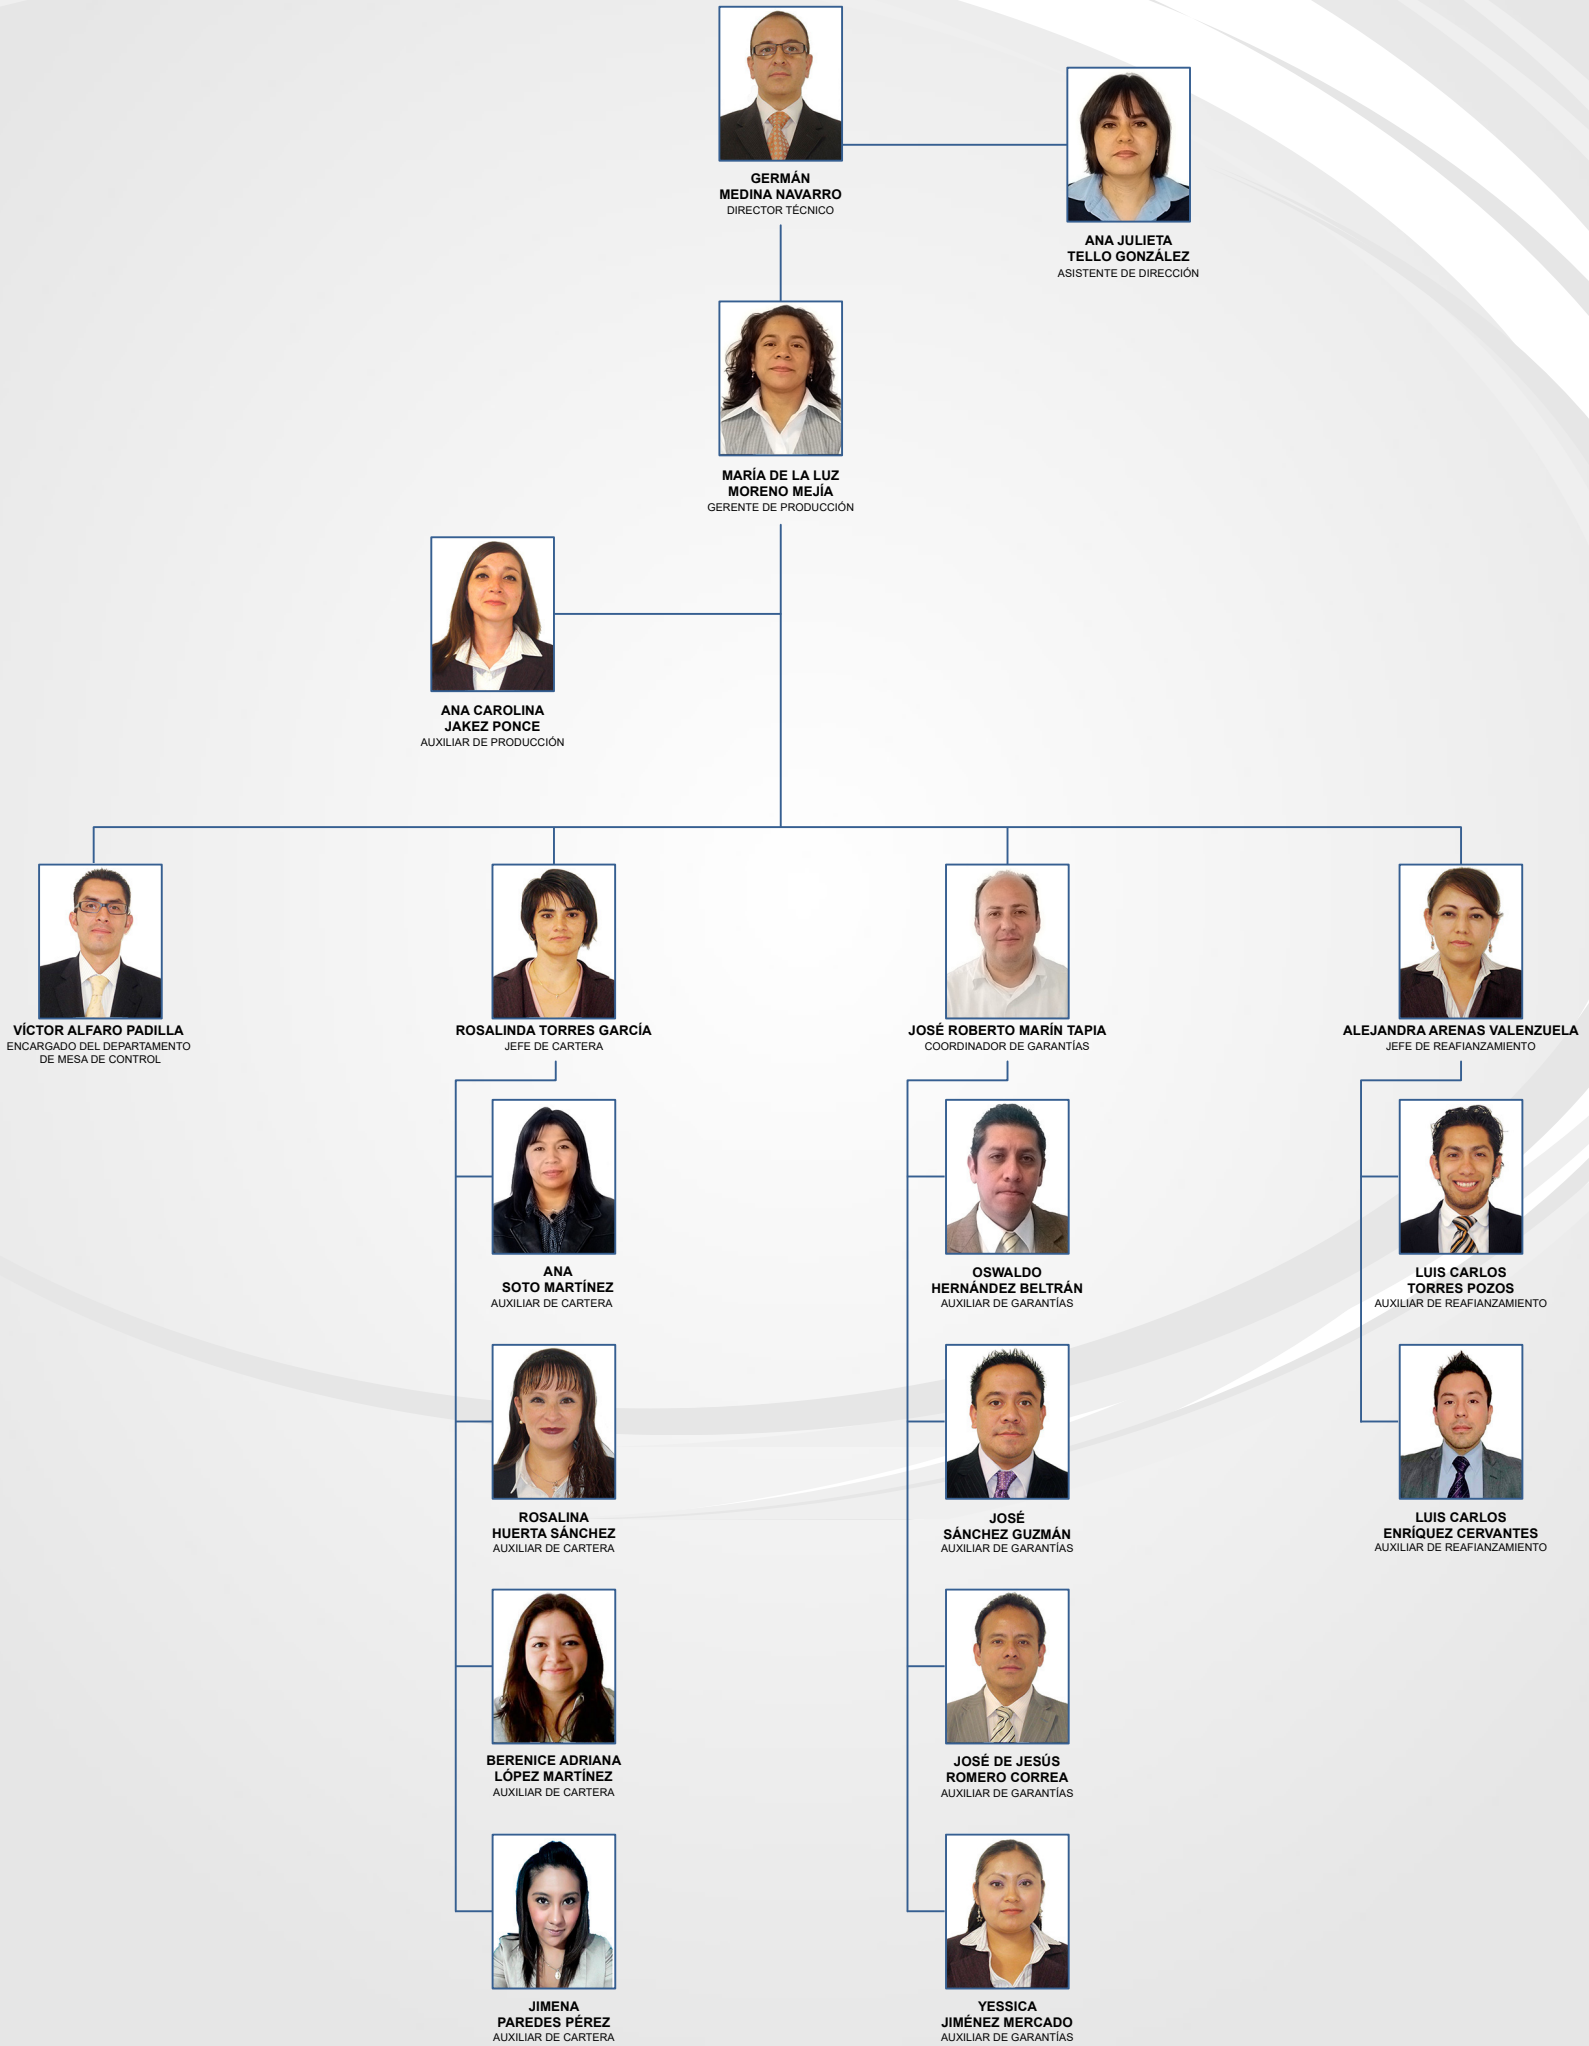 GERMÁN
MEDINA NAVARRO
DIRECTOR TÉCNICO
ANA JULIETA
TELLO GONZÁLEZ
ASISTENTE DE DIRECCIÓN
MARÍA DE LA LUZ
MORENO MEJÍA
GERENTE DE PRODUCCIÓN
ANA CAROLINA
JAKEZ PONCE
AUXILIAR DE PRODUCCIÓN
VÍCTOR ALFARO PADILLA
ENCARGADO DEL DEPARTAMENTO
DE MESA DE CONTROL
ROSALINDA TORRES GARCÍA
JEFE DE CARTERA
JOSÉ ROBERTO MARÍN TAPIA
COORDINADOR DE GARANTÍAS
ALEJANDRA ARENAS VALENZUELA
JEFE DE REAFIANZAMIENTO
ANA
SOTO MARTÍNEZ
AUXILIAR DE CARTERA
OSWALDO
HERNÁNDEZ BELTRÁN
AUXILIAR DE GARANTÍAS
LUIS CARLOS
TORRES POZOS
AUXILIAR DE REAFIANZAMIENTO
ROSALINA
HUERTA SÁNCHEZ
AUXILIAR DE CARTERA
JOSÉ
SÁNCHEZ GUZMÁN
AUXILIAR DE GARANTÍAS
LUIS CARLOS
ENRÍQUEZ CERVANTES
AUXILIAR DE REAFIANZAMIENTO
BERENICE ADRIANA
LÓPEZ MARTÍNEZ
AUXILIAR DE CARTERA
JOSÉ DE JESÚS
ROMERO CORREA
AUXILIAR DE GARANTÍAS
JIMENA
PAREDES PÉREZ
AUXILIAR DE CARTERA
YESSICA
JIMÉNEZ MERCADO
AUXILIAR DE GARANTÍAS